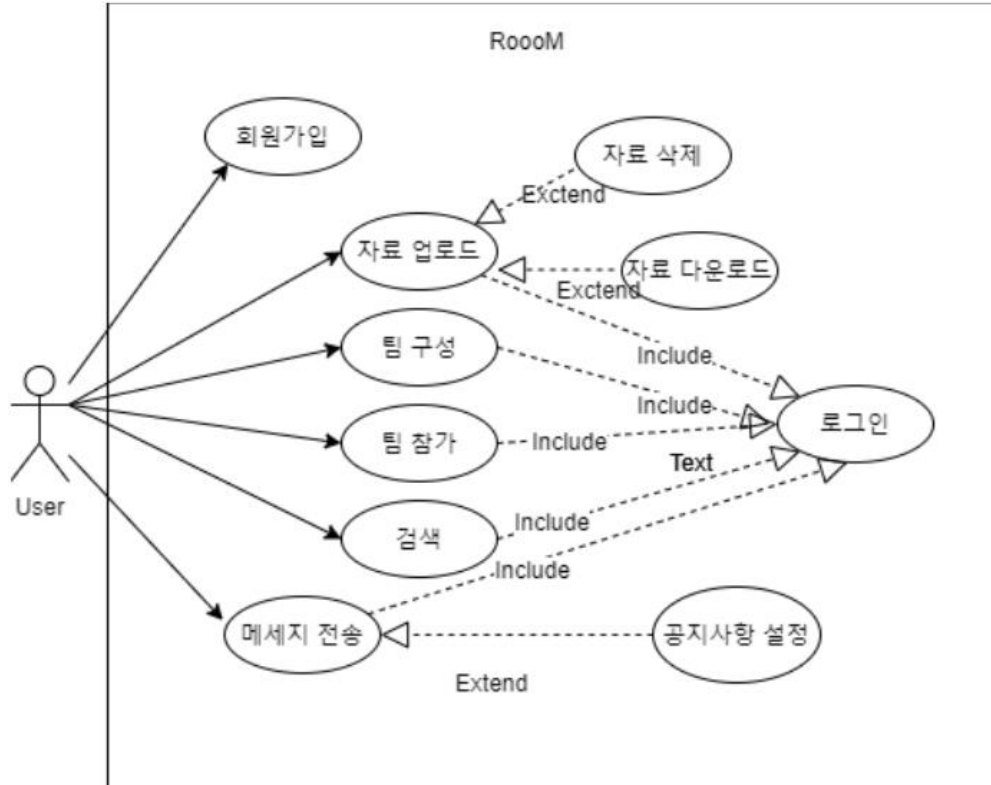 RoooM
회원가입
자료 삭제
Exctend
자료 업로드
자료 다운로드
Exctend
팀 구성
Include
Include
로그인
팀 참가
Include
Text
User
검색
Include
Include
메세지 전송
공지사항 설정
Extend